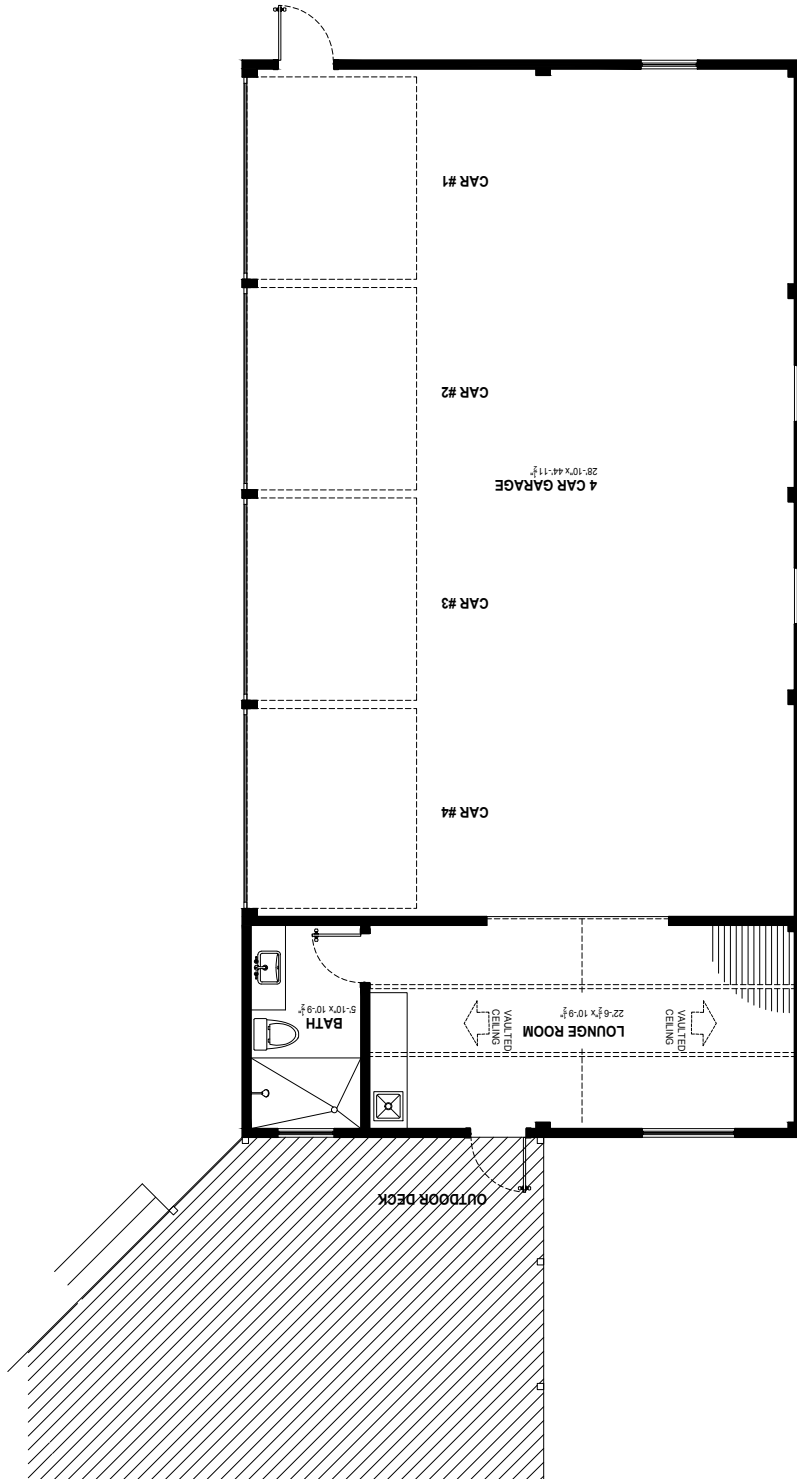 OUTDOOR DECK
LOUNGE ROOM
22'-6½"x 10'-9½"
VAULTED
CEILING
VAULTED
CEILING
BATH
5'-10"x 10'-9½"
CAR #4
CAR #3
4 CAR GARAGE
28'-10"x 44'-11½"
CAR #2
CAR #1